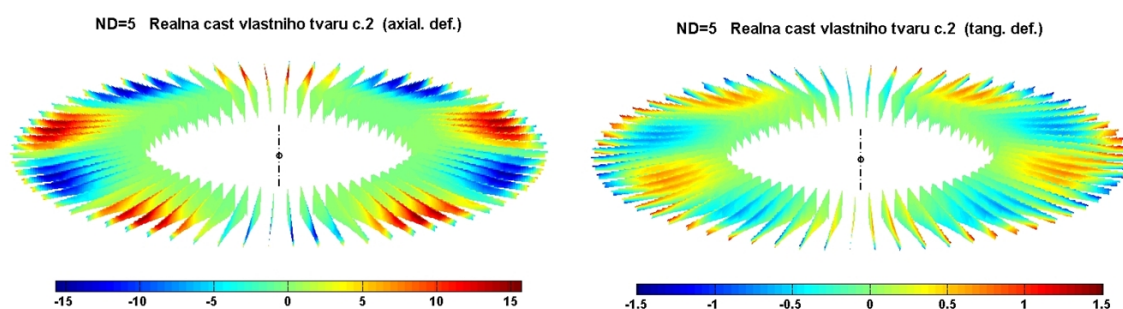 ND=5 Realna cast vlastniho tvaru c.2 (axial. def.)
-15 -10 -5 0 5 10 15
ND=5 Realna cast vlastniho tvaru c.2 (tang. def.)
-1.5 -1 -0.5 0 0.5 1 1.5